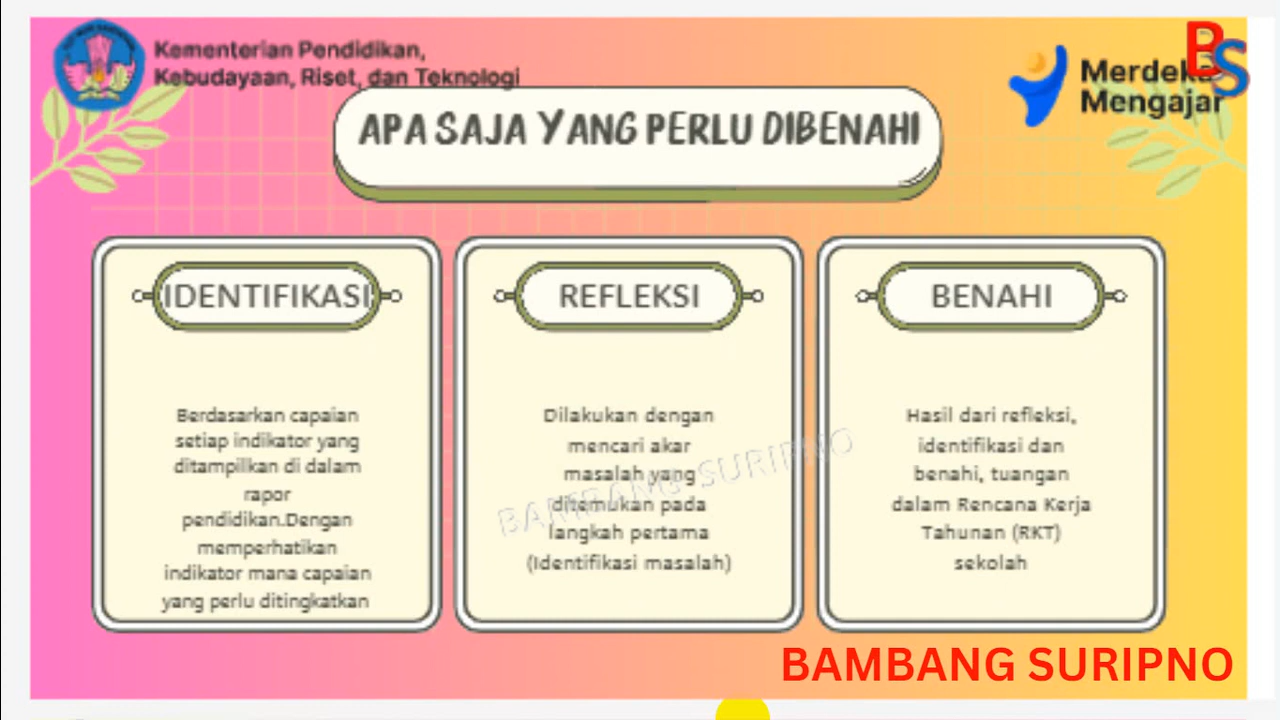 Kementerian Pendidikan,
Kebudayaan, Riset, dan Teknologi
Merdeka
Mengajar
BS
APA SAJA YANG PERLU DIBENAHI
IDENTIFIKASI
Berdasarkan capaian
setiap indikator yang
ditampilkan di dalam
rapor
pendidikan.Dengan
memperhatikan
indikator mana capaian
yang perlu ditingkatkan
REFLEKSI
Dilakukan dengan
mencari akar
masalah yang
ditemukan pada
langkah pertama
(Identifikasi masalah)
BENAHI
Hasil dari refleksi,
identifikasi dan
benahi, tuangan
dalam Rencana Kerja
Tahunan (RKT)
sekolah
BAMBANG SURIPNO
BAMBANG SURIPNO